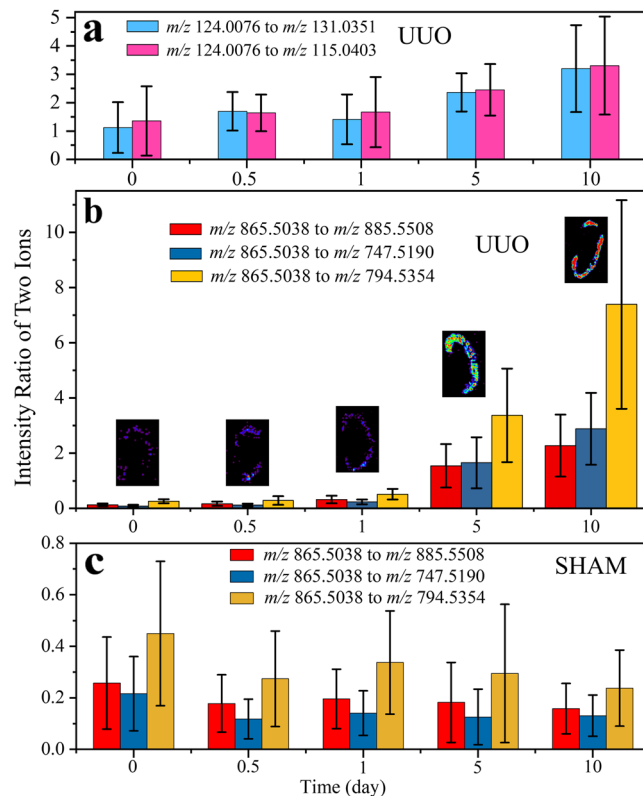 a
m/z 124.0076 to 131.0351
m/z 124.0076 to m/z 115.0403
UUO
5
4
3
2
1
0
0 0.5 1 5 10
b
m/z 865.5038 to m/z 885.5508
m/z 865.5038 to m/z 747.5190
m/z 865.5038 to m/z 794.5354
UUO
10
8
6
4
2
0
0 0.5 1 5 10
Intensity Ratio of Two Ions
c
m/z 865.5038 to m/z 885.5508
m/z 865.5038 to m/z 747.5190
m/z 865.5038 to m/z 794.5354
SHAM
0.8
0.6
0.4
0.2
0.0
0 0.5 1 5 10
Time (day)